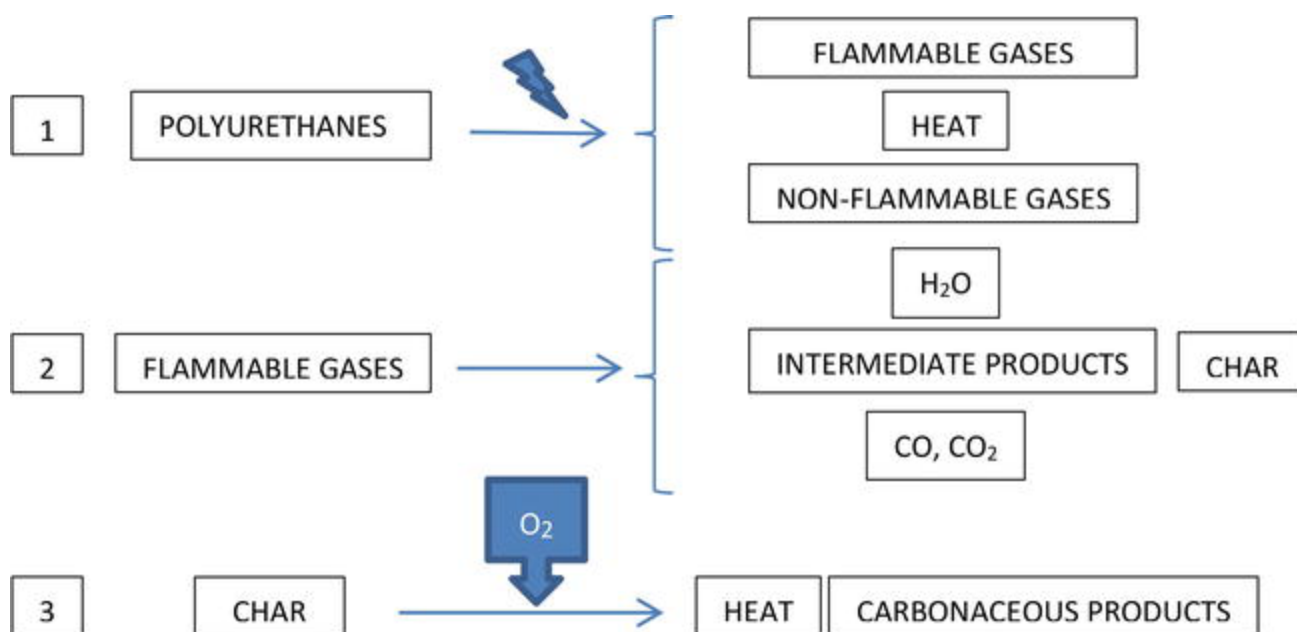 FLAMMABLE GASES
1
POLYURETHANES
HEAT
NON-FLAMMABLE GASES
H₂O
2
FLAMMABLE GASES
INTERMEDIATE PRODUCTS
CHAR
CO, CO₂
O₂
3
CHAR
HEAT
CARBONACEOUS PRODUCTS